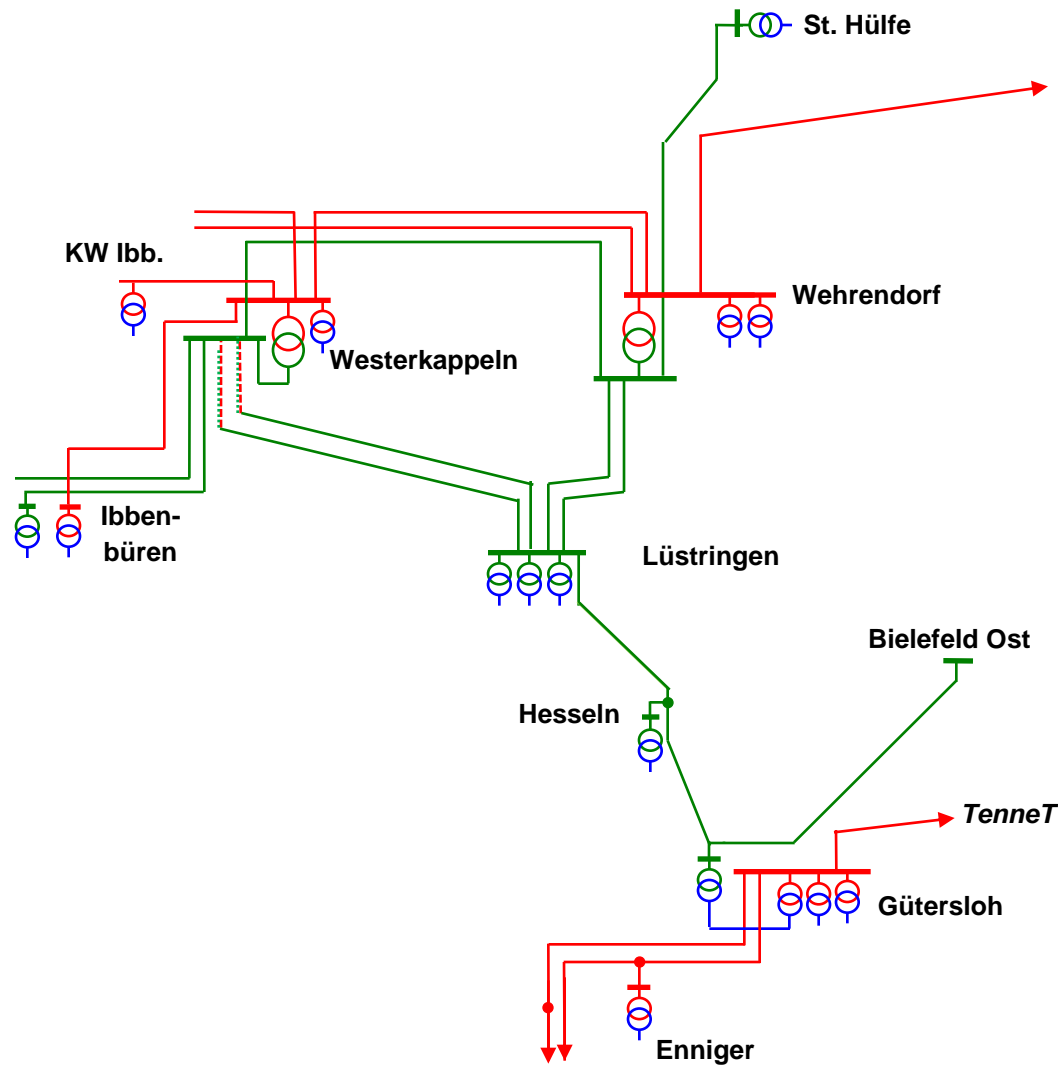 St. Hülfe
KW Ibb.
Wehrendorf
Westerkappeln
Ibben-
büren
Lüstringen
Bielefeld Ost
Hesseln
TenneT
Gütersloh
Enniger